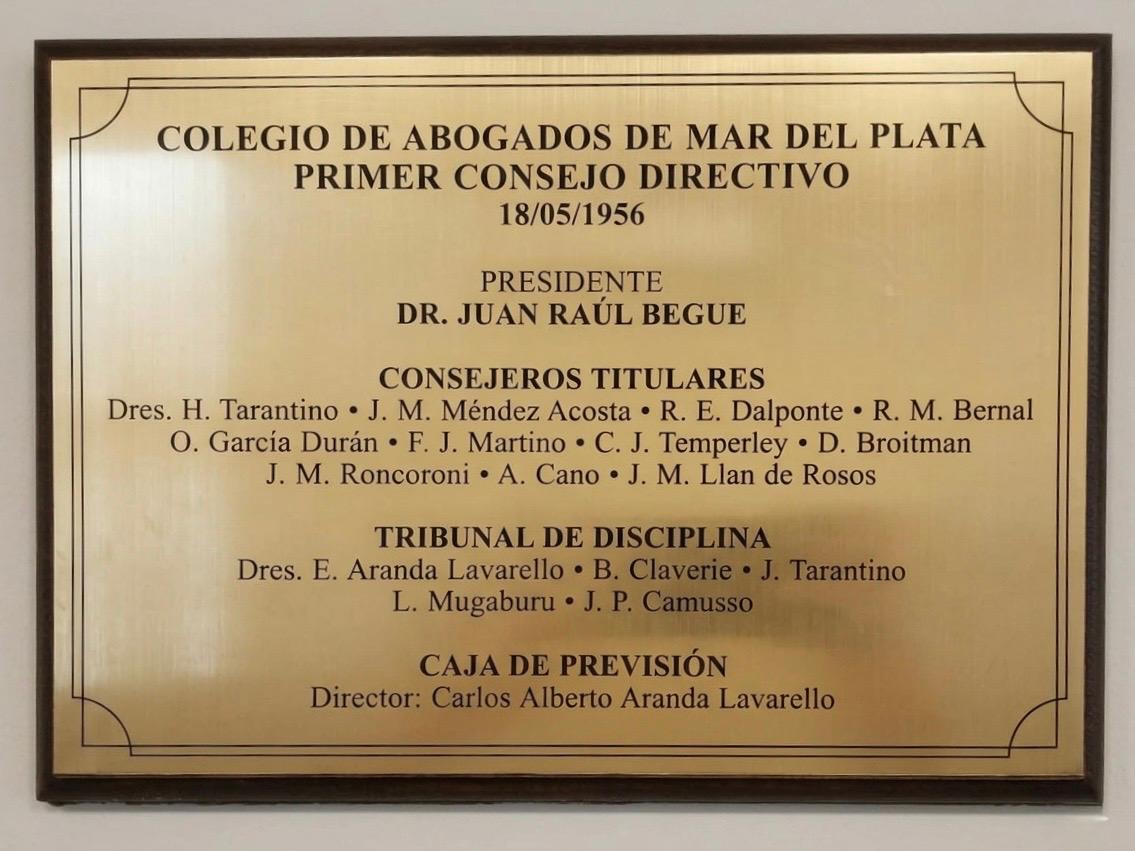 COLEGIO DE ABOGADOS DE MAR DEL PLATA
PRIMER CONSEJO DIRECTIVO
18/05/1956
PRESIDENTE
DR. JUAN RAÚL BEGUE
CONSEJEROS TITULARES
Dres. H. Tarantino • J. M. Méndez Acosta • R. E. Dalponte • R. M. Bernal
O. García Durán • F. J. Martino • C. J. Temperley • D. Broitman
J. M. Roncoroni • A. Cano • J. M. Llan de Rosos
TRIBUNAL DE DISCIPLINA
Dres. E. Aranda Lavarello • B. Claverie • J. Tarantino
L. Mugaburu • J. P. Camusso
CAJA DE PREVISIÓN
Director: Carlos Alberto Aranda Lavarello